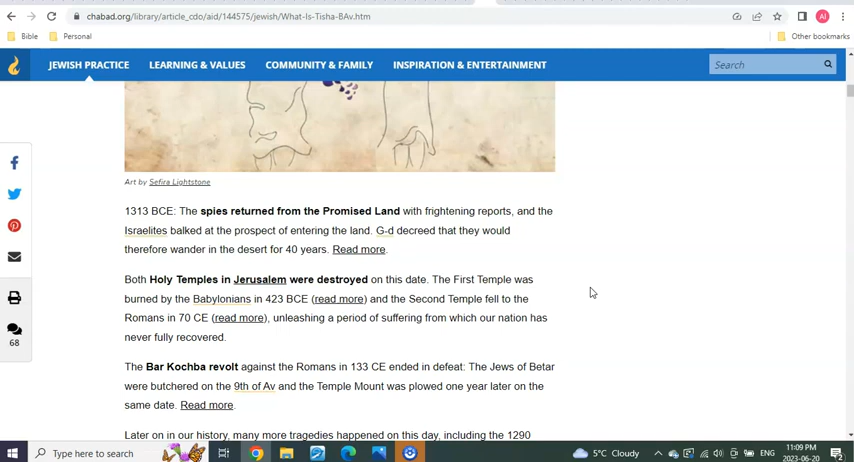 chabad.org/library/article_cdo/aid/144575/jewish/What-Is-Tisha-BAv.htm
AI
Bible
Personal
Other bookmarks
JEWISH PRACTICE
LEARNING & VALUES
COMMUNITY & FAMILY
INSPIRATION & ENTERTAINMENT
Search
Art by Sefira Lightstone
1313 BCE: The spies returned from the Promised Land with frightening reports, and the
Israelites balked at the prospect of entering the land. G-d decreed that they would
therefore wander in the desert for 40 years. Read more.
Both Holy Temples in Jerusalem were destroyed on this date. The First Temple was
burned by the Babylonians in 423 BCE (read more) and the Second Temple fell to the
Romans in 70 CE (read more), unleashing a period of suffering from which our nation has
never fully recovered.
68
The Bar Kochba revolt against the Romans in 133 CE ended in defeat: The Jews of Betar
were butchered on the 9th of Av and the Temple Mount was plowed one year later on the
same date. Read more.
Later on in our history, many more tragedies happened on this day, including the 1290
Type here to search
5°C Cloudy
ENG
11:09 PM
2023-06-20
2